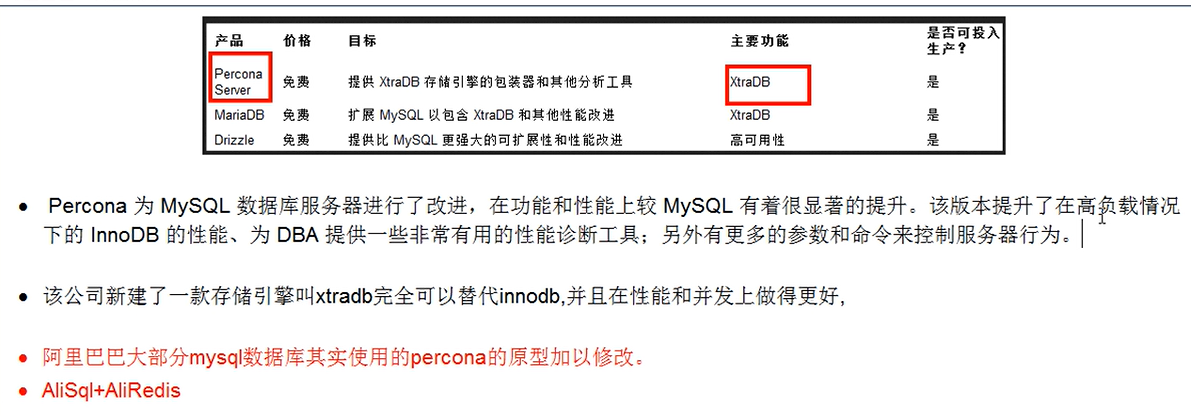 产品 价格 目标 主要功能 是否可投入
生产？
Percona
Server 免费 提供 XtraDB 存储引擎的包装器和其他分析工具 XtraDB 是
MariaDB 免费 扩展 MySQL 以包含 XtraDB 和其他性能改进 XtraDB 是
Drizzle 免费 提供比 MySQL 更强大的可扩展性和性能改进 高可用性 是
• Percona 为 MySQL 数据库服务器进行了改进，在功能和性能上较 MySQL 有着很显著的提升。该版本提升了在高负载情况
下的 InnoDB 的性能、为 DBA 提供一些非常有用的性能诊断工具；另外有更多的参数和命令来控制服务器行为。
• 该公司新建了一款存储引擎叫xtradb完全可以替代innodb,并且在性能和并发上做得更好,
• 阿里巴巴大部分mysql数据库其实使用的percona的原型加以修改。
• AliSql+AliRedis